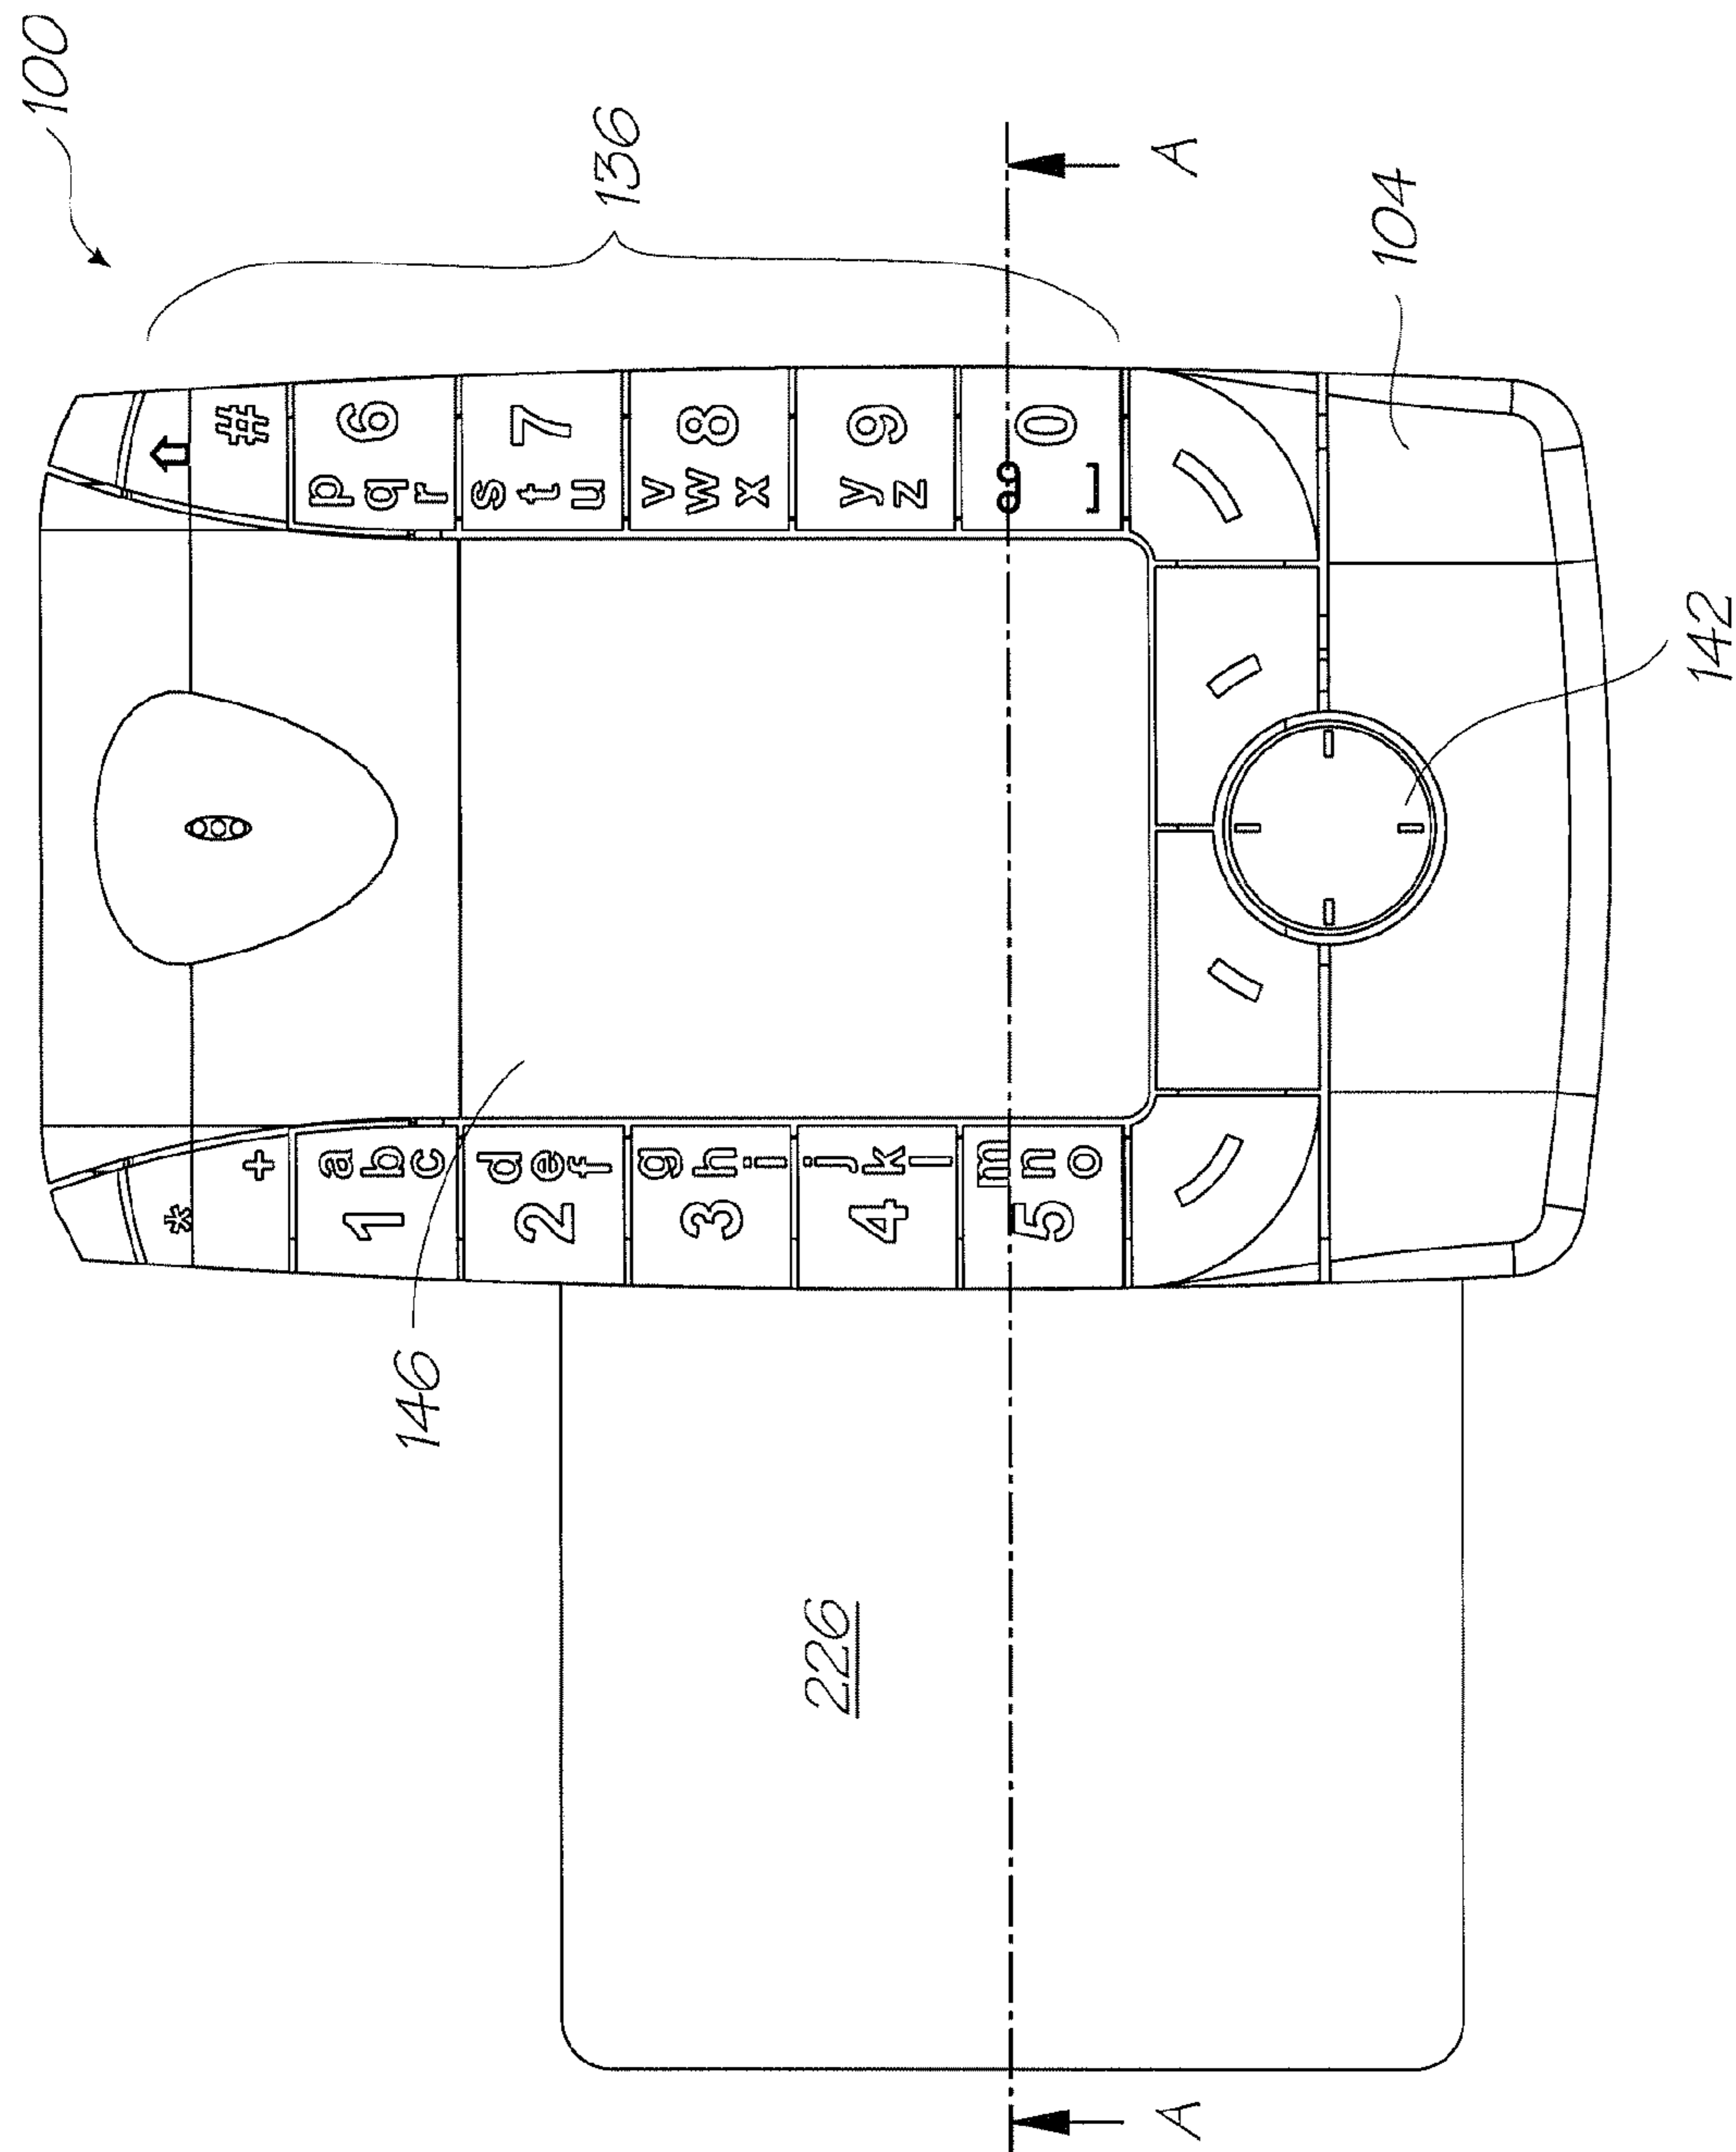 100
136
A
104
142
146
226
A
* +
1 abc
2 def
3 ghi
4 jkl
5 mno
#
6 pqr
7 stu
8 vwx
9 yz
0